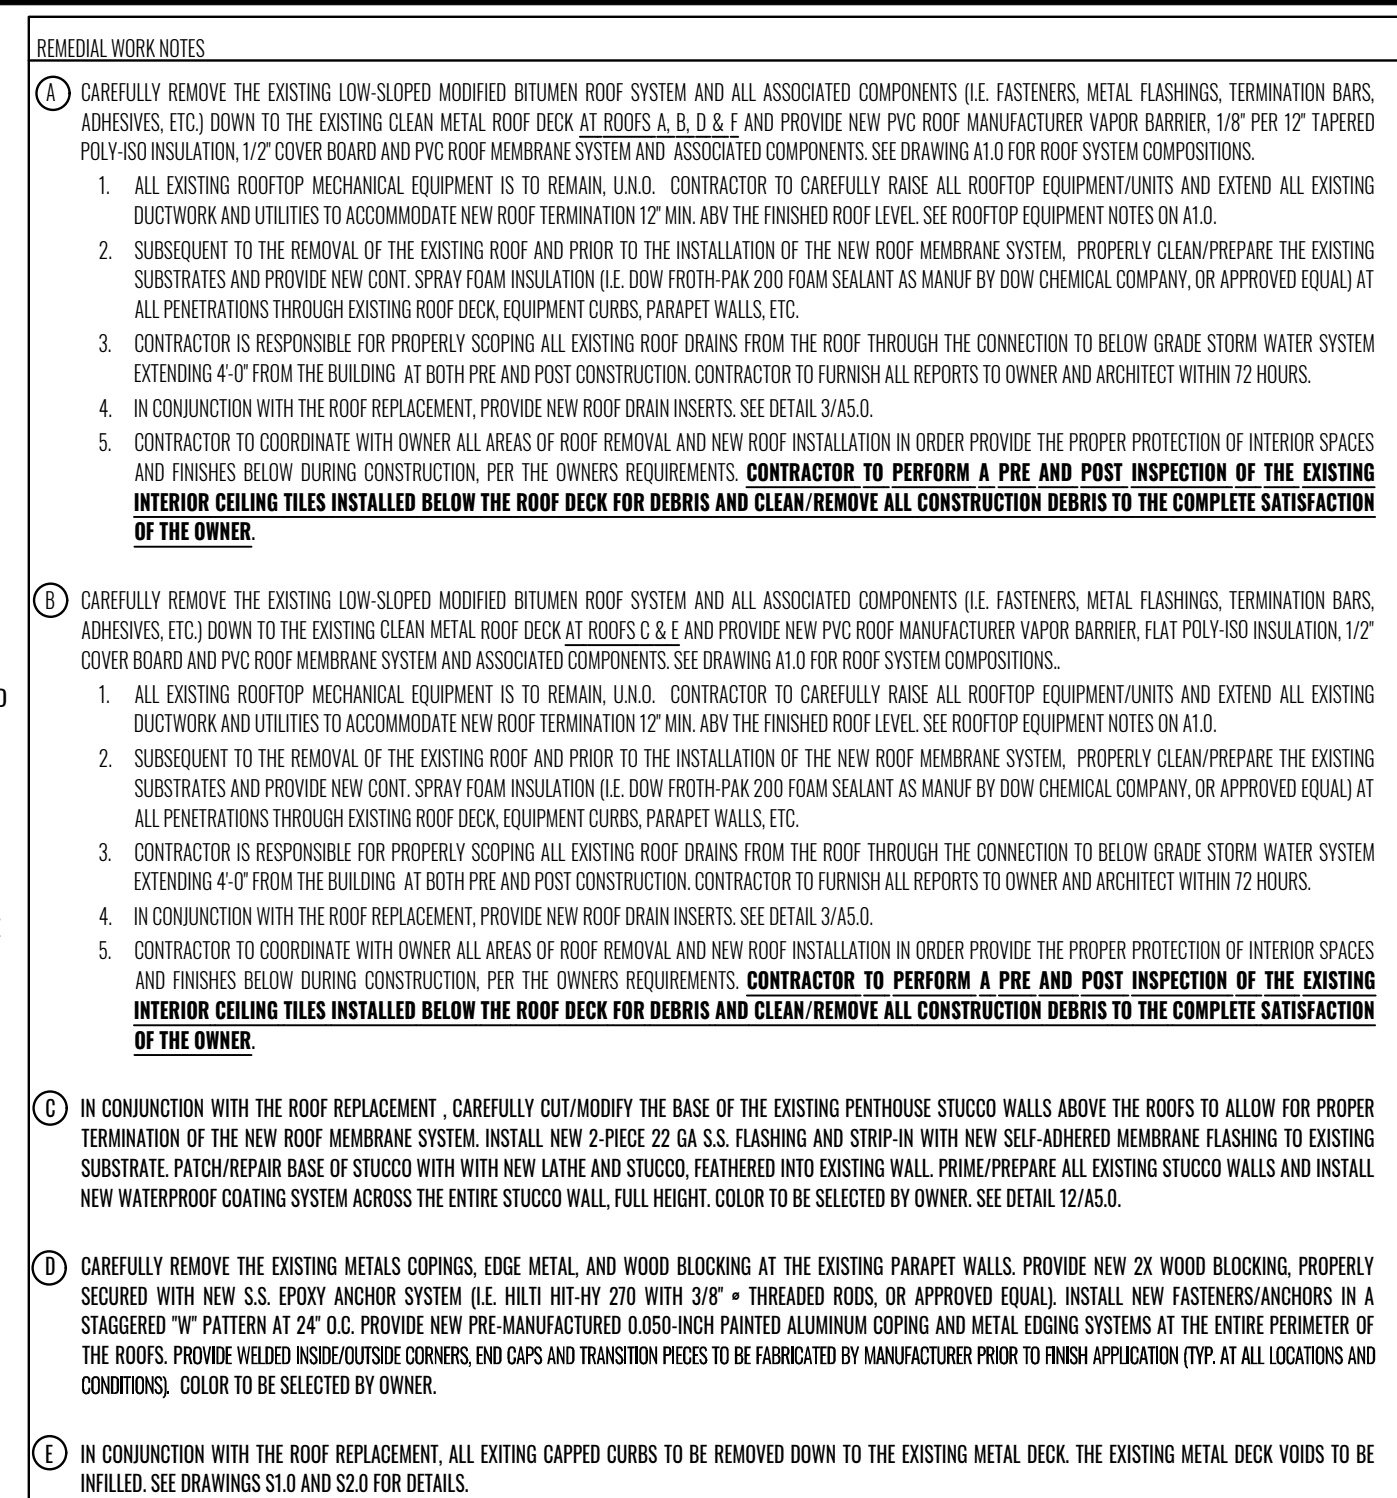 REMEDIAL WORK NOTES
A CAREFULLY REMOVE THE EXISTING LOW-SLOPED MODIFIED BITUMEN ROOF SYSTEM AND ALL ASSOCIATED COMPONENTS (I.E. FASTENERS, METAL FLASHINGS, TERMINATION BARS,
ADHESIVES, ETC.) DOWN TO THE EXISTING CLEAN METAL ROOF DECK AT ROOFS A, B, D & F AND PROVIDE NEW PVC ROOF MANUFACTURER VAPOR BARRIER, 1/8" PER 12" TAPERED
POLY-ISO INSULATION, 1/2" COVER BOARD AND PVC ROOF MEMBRANE SYSTEM AND ASSOCIATED COMPONENTS. SEE DRAWING A1.0 FOR ROOF SYSTEM COMPOSITIONS.
1. ALL EXISTING ROOFTOP MECHANICAL EQUIPMENT IS TO REMAIN, U.N.O. CONTRACTOR TO CAREFULLY RAISE ALL ROOFTOP EQUIPMENT/UNITS AND EXTEND ALL EXISTING
DUCTWORK AND UTILITIES TO ACCOMMODATE NEW ROOF TERMINATION 12" MIN. ABV THE FINISHED ROOF LEVEL. SEE ROOFTOP EQUIPMENT NOTES ON A1.0.
2. SUBSEQUENT TO THE REMOVAL OF THE EXISTING ROOF AND PRIOR TO THE INSTALLATION OF THE NEW ROOF MEMBRANE SYSTEM, PROPERLY CLEAN/PREPARE THE EXISTING
SUBSTRATES AND PROVIDE NEW CONT. SPRAY FOAM INSULATION (I.E. DOW FROTH-PAK 200 FOAM SEALANT AS MANUF BY DOW CHEMICAL COMPANY, OR APPROVED EQUAL) AT
ALL PENETRATIONS THROUGH EXISTING ROOF DECK, EQUIPMENT CURBS, PARAPET WALLS, ETC.
3. CONTRACTOR IS RESPONSIBLE FOR PROPERLY SCOPING ALL EXISTING ROOF DRAINS FROM THE ROOF THROUGH THE CONNECTION TO BELOW GRADE STORM WATER SYSTEM
EXTENDING 4'-0" FROM THE BUILDING AT BOTH PRE AND POST CONSTRUCTION. CONTRACTOR TO FURNISH ALL REPORTS TO OWNER AND ARCHITECT WITHIN 72 HOURS.
4. IN CONJUNCTION WITH THE ROOF REPLACEMENT, PROVIDE NEW ROOF DRAIN INSERTS. SEE DETAIL 3/A5.0.
5. CONTRACTOR TO COORDINATE WITH OWNER ALL AREAS OF ROOF REMOVAL AND NEW ROOF INSTALLATION IN ORDER PROVIDE THE PROPER PROTECTION OF INTERIOR SPACES
AND FINISHES BELOW DURING CONSTRUCTION, PER THE OWNERS REQUIREMENTS. CONTRACTOR TO PERFORM A PRE AND POST INSPECTION OF THE EXISTING
INTERIOR CEILING TILES INSTALLED BELOW THE ROOF DECK FOR DEBRIS AND CLEAN/REMOVE ALL CONSTRUCTION DEBRIS TO THE COMPLETE SATISFACTION
OF THE OWNER.
B CAREFULLY REMOVE THE EXISTING LOW-SLOPED MODIFIED BITUMEN ROOF SYSTEM AND ALL ASSOCIATED COMPONENTS (I.E. FASTENERS, METAL FLASHINGS, TERMINATION BARS,
ADHESIVES, ETC.) DOWN TO THE EXISTING CLEAN METAL ROOF DECK AT ROOFS C & E AND PROVIDE NEW PVC ROOF MANUFACTURER VAPOR BARRIER, FLAT POLY-ISO INSULATION, 1/2"
COVER BOARD AND PVC ROOF MEMBRANE SYSTEM AND ASSOCIATED COMPONENTS. SEE DRAWING A1.0 FOR ROOF SYSTEM COMPOSITIONS..
1. ALL EXISTING ROOFTOP MECHANICAL EQUIPMENT IS TO REMAIN, U.N.O. CONTRACTOR TO CAREFULLY RAISE ALL ROOFTOP EQUIPMENT/UNITS AND EXTEND ALL EXISTING
DUCTWORK AND UTILITIES TO ACCOMMODATE NEW ROOF TERMINATION 12" MIN. ABV THE FINISHED ROOF LEVEL. SEE ROOFTOP EQUIPMENT NOTES ON A1.0.
2. SUBSEQUENT TO THE REMOVAL OF THE EXISTING ROOF AND PRIOR TO THE INSTALLATION OF THE NEW ROOF MEMBRANE SYSTEM, PROPERLY CLEAN/PREPARE THE EXISTING
SUBSTRATES AND PROVIDE NEW CONT. SPRAY FOAM INSULATION (I.E. DOW FROTH-PAK 200 FOAM SEALANT AS MANUF BY DOW CHEMICAL COMPANY, OR APPROVED EQUAL) AT
ALL PENETRATIONS THROUGH EXISTING ROOF DECK, EQUIPMENT CURBS, PARAPET WALLS, ETC.
3. CONTRACTOR IS RESPONSIBLE FOR PROPERLY SCOPING ALL EXISTING ROOF DRAINS FROM THE ROOF THROUGH THE CONNECTION TO BELOW GRADE STORM WATER SYSTEM
EXTENDING 4'-0" FROM THE BUILDING AT BOTH PRE AND POST CONSTRUCTION. CONTRACTOR TO FURNISH ALL REPORTS TO OWNER AND ARCHITECT WITHIN 72 HOURS.
4. IN CONJUNCTION WITH THE ROOF REPLACEMENT, PROVIDE NEW ROOF DRAIN INSERTS. SEE DETAIL 3/A5.0.
5. CONTRACTOR TO COORDINATE WITH OWNER ALL AREAS OF ROOF REMOVAL AND NEW ROOF INSTALLATION IN ORDER PROVIDE THE PROPER PROTECTION OF INTERIOR SPACES
AND FINISHES BELOW DURING CONSTRUCTION, PER THE OWNERS REQUIREMENTS. CONTRACTOR TO PERFORM A PRE AND POST INSPECTION OF THE EXISTING
INTERIOR CEILING TILES INSTALLED BELOW THE ROOF DECK FOR DEBRIS AND CLEAN/REMOVE ALL CONSTRUCTION DEBRIS TO THE COMPLETE SATISFACTION
OF THE OWNER.
C IN CONJUNCTION WITH THE ROOF REPLACEMENT , CAREFULLY CUT/MODIFY THE BASE OF THE EXISTING PENTHOUSE STUCCO WALLS ABOVE THE ROOFS TO ALLOW FOR PROPER
TERMINATION OF THE NEW ROOF MEMBRANE SYSTEM. INSTALL NEW 2-PIECE 22 GA S.S. FLASHING AND STRIP-IN WITH NEW SELF-ADHERED MEMBRANE FLASHING TO EXISTING
SUBSTRATE. PATCH/REPAIR BASE OF STUCCO WITH WITH NEW LATHE AND STUCCO, FEATHERED INTO EXISTING WALL. PRIME/PREPARE ALL EXISTING STUCCO WALLS AND INSTALL
NEW WATERPROOF COATING SYSTEM ACROSS THE ENTIRE STUCCO WALL, FULL HEIGHT. COLOR TO BE SELECTED BY OWNER. SEE DETAIL 12/A5.0.
D CAREFULLY REMOVE THE EXISTING METALS COPINGS, EDGE METAL, AND WOOD BLOCKING AT THE EXISTING PARAPET WALLS. PROVIDE NEW 2X WOOD BLOCKING, PROPERLY
SECURED WITH NEW S.S. EPOXY ANCHOR SYSTEM (I.E. HILTI HIT-HY 270 WITH 3/8" ø THREADED RODS, OR APPROVED EQUAL). INSTALL NEW FASTENERS/ANCHORS IN A
STAGGERED "W" PATTERN AT 24" O.C. PROVIDE NEW PRE-MANUFACTURED 0.050-INCH PAINTED ALUMINUM COPING AND METAL EDGING SYSTEMS AT THE ENTIRE PERIMETER OF
THE ROOFS. PROVIDE WELDED INSIDE/OUTSIDE CORNERS, END CAPS AND TRANSITION PIECES TO BE FABRICATED BY MANUFACTURER PRIOR TO FINISH APPLICATION (TYP. AT ALL LOCATIONS AND
CONDITIONS). COLOR TO BE SELECTED BY OWNER.
E IN CONJUNCTION WITH THE ROOF REPLACEMENT, ALL EXITING CAPPED CURBS TO BE REMOVED DOWN TO THE EXISTING METAL DECK. THE EXISTING METAL DECK VOIDS TO BE
INFILLED. SEE DRAWINGS S1.0 AND S2.0 FOR DETAILS.